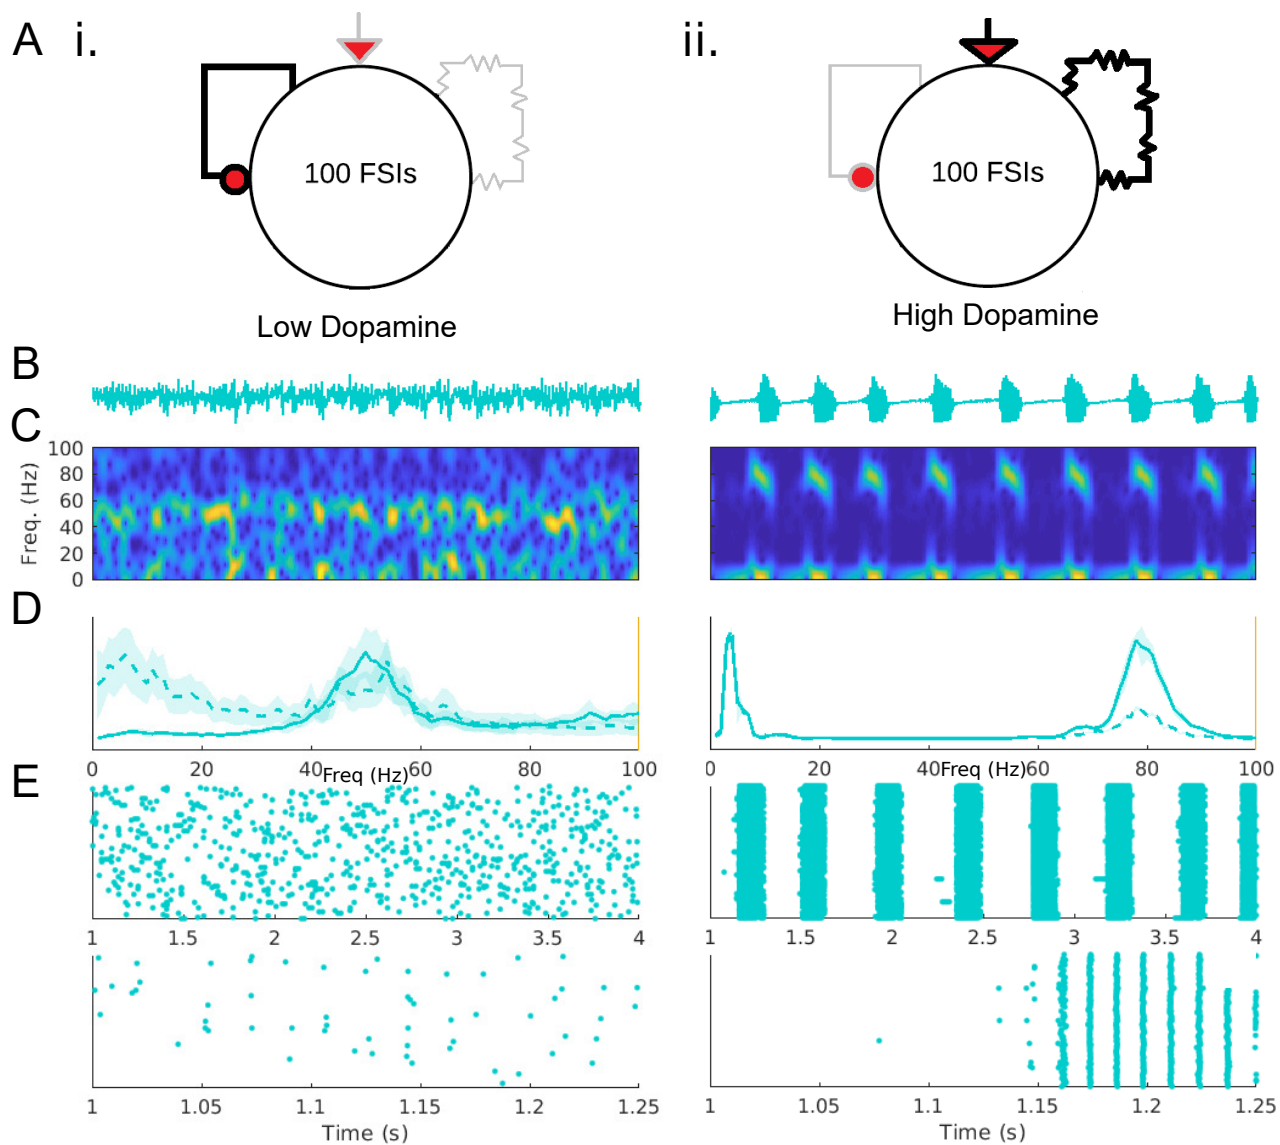 A i. ii.
100 FSIs 100 FSIs
Low Dopamine High Dopamine
B
C
100
80
60
40
20
0
Freq. (Hz)
D
0 20 40 Freq (Hz) 60 80 100 0 20 40 Freq (Hz) 60 80 100
E
1 1.5 2 2.5 3 3.5 4 1 1.5 2 2.5 3 3.5 4
1 1.05 1.1 1.15 1.2 1.25 1 1.05 1.1 1.15 1.2 1.25
Time (s) Time (s)